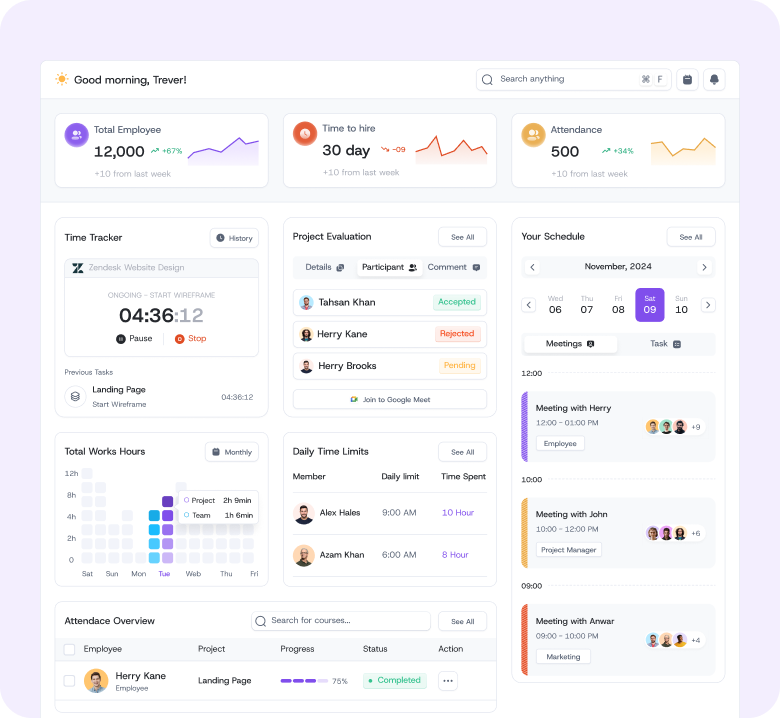 Good morning, Trever!
Search anything
⌘ F
Total Employee
12,000 +67%
+10 from last week
Time to hire
30 day -09
+10 from last week
Attendance
500 +34%
+10 from last week
Time Tracker
History
Zendesk Website Design
ONGOING - START WIREFRAME
04:36:12
Pause Stop
Previous Tasks
Landing Page
Start Wireframe
04:36:12
Project Evaluation
See All
Details Participant Comment
Tahsan Khan Accepted
Herry Kane Rejected
Herry Brooks Pending
Join to Google Meet
Your Schedule
See All
November, 2024
Wed Thu Fri Sat Sun
06 07 08 09 10
Meetings Task
12:00
Meeting with Herry
12:00 - 01:00 PM
Employee
+9
10:00
Meeting with John
10:00 - 12:00 PM
Project Manager
+6
09:00
Meeting with Anwar
09:00 - 10:00 PM
Marketing
+4
Total Works Hours
Monthly
12h
8h
4h
2h
0
Project 2h 9min
Team 1h 6min
Sat Sun Mon Tue Web Thu Fri
Daily Time Limits
See All
Member Daily limit Time Spent
Alex Hales 9:00 AM 10 Hour
Azam Khan 6:00 AM 8 Hour
Attendace Overview
Search for courses...
See All
Employee Project Progress Status Action
Herry Kane
Employee
Landing Page
75%
Completed